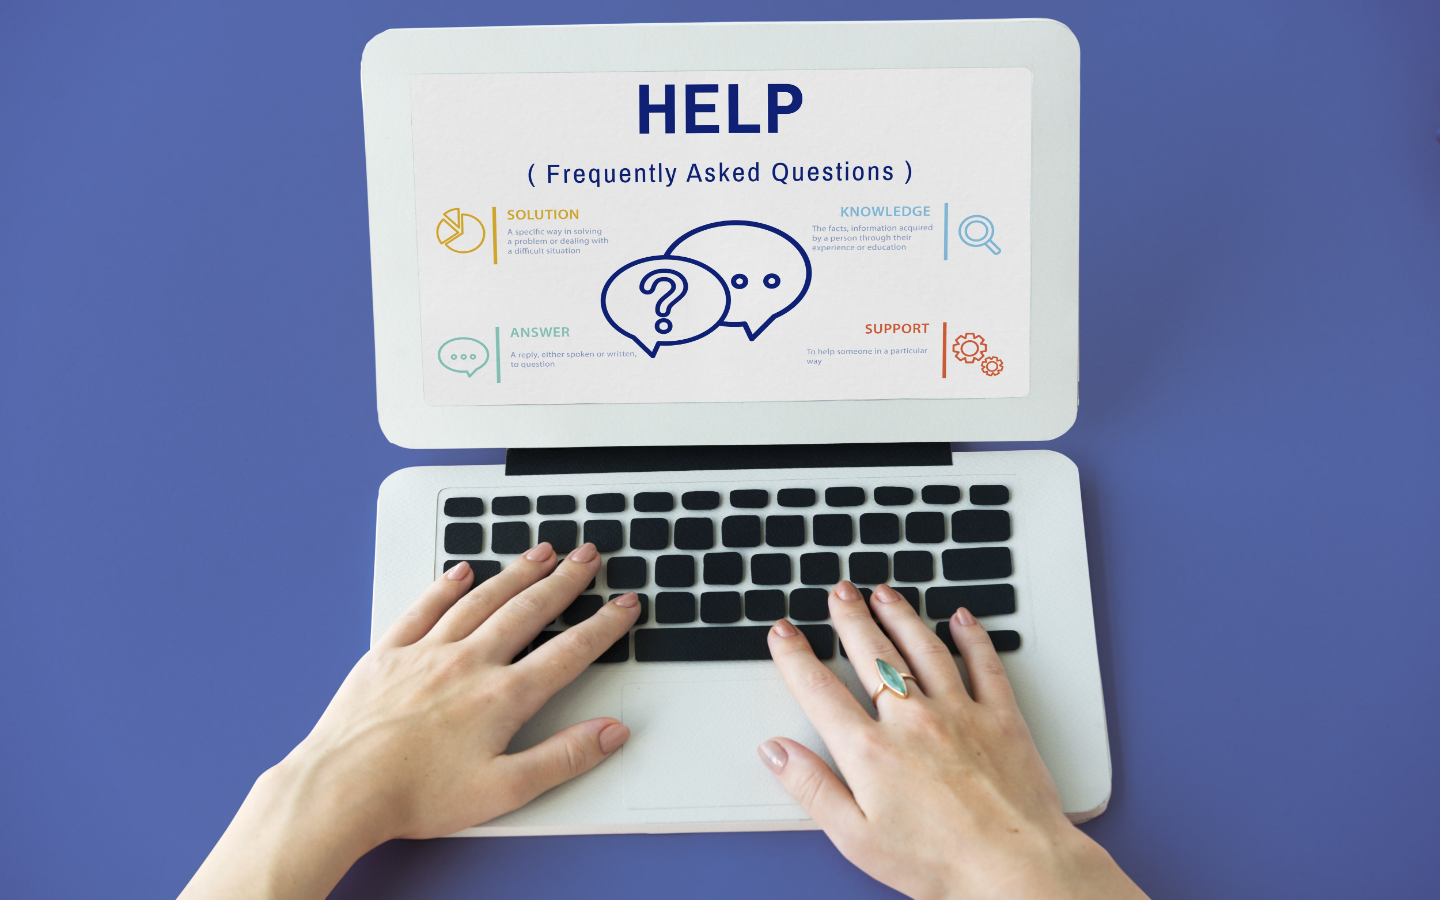 HELP
( Frequently Asked Questions )
SOLUTION
A specific way in solving
a problem or dealing with
a difficult situation
KNOWLEDGE
The facts, information acquired
by a person through their
experience or education
?
ANSWER
A reply, either spoken or written,
to question
SUPPORT
To help someone in a particular
way